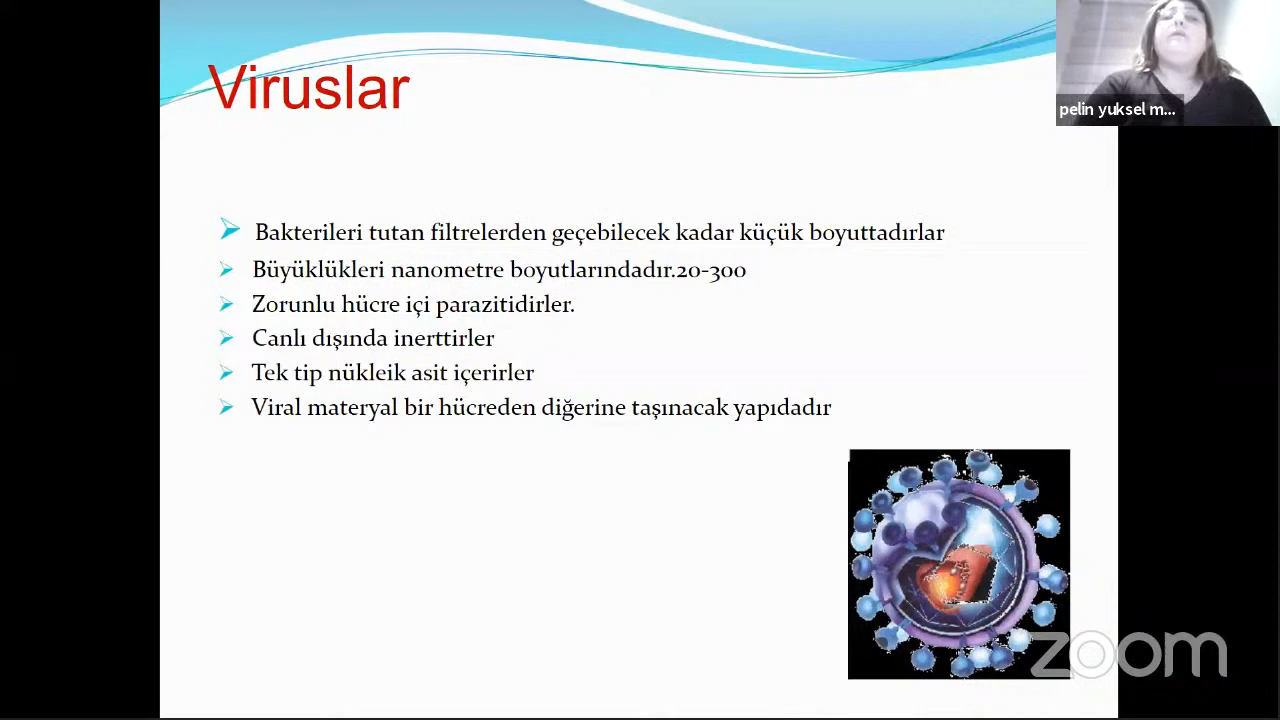 Viruslar
pelin yuksel m...
Bakterileri tutan filtrelerden geçebilecek kadar küçük boyuttadırlar
Büyüklükleri nanometre boyutlarındadır.20-300
Zorunlu hücre içi parazitidirler.
Canlı dışında inerttirler
Tek tip nükleik asit içerirler
Viral materyal bir hücreden diğerine taşınacak yapıdadır
zoom